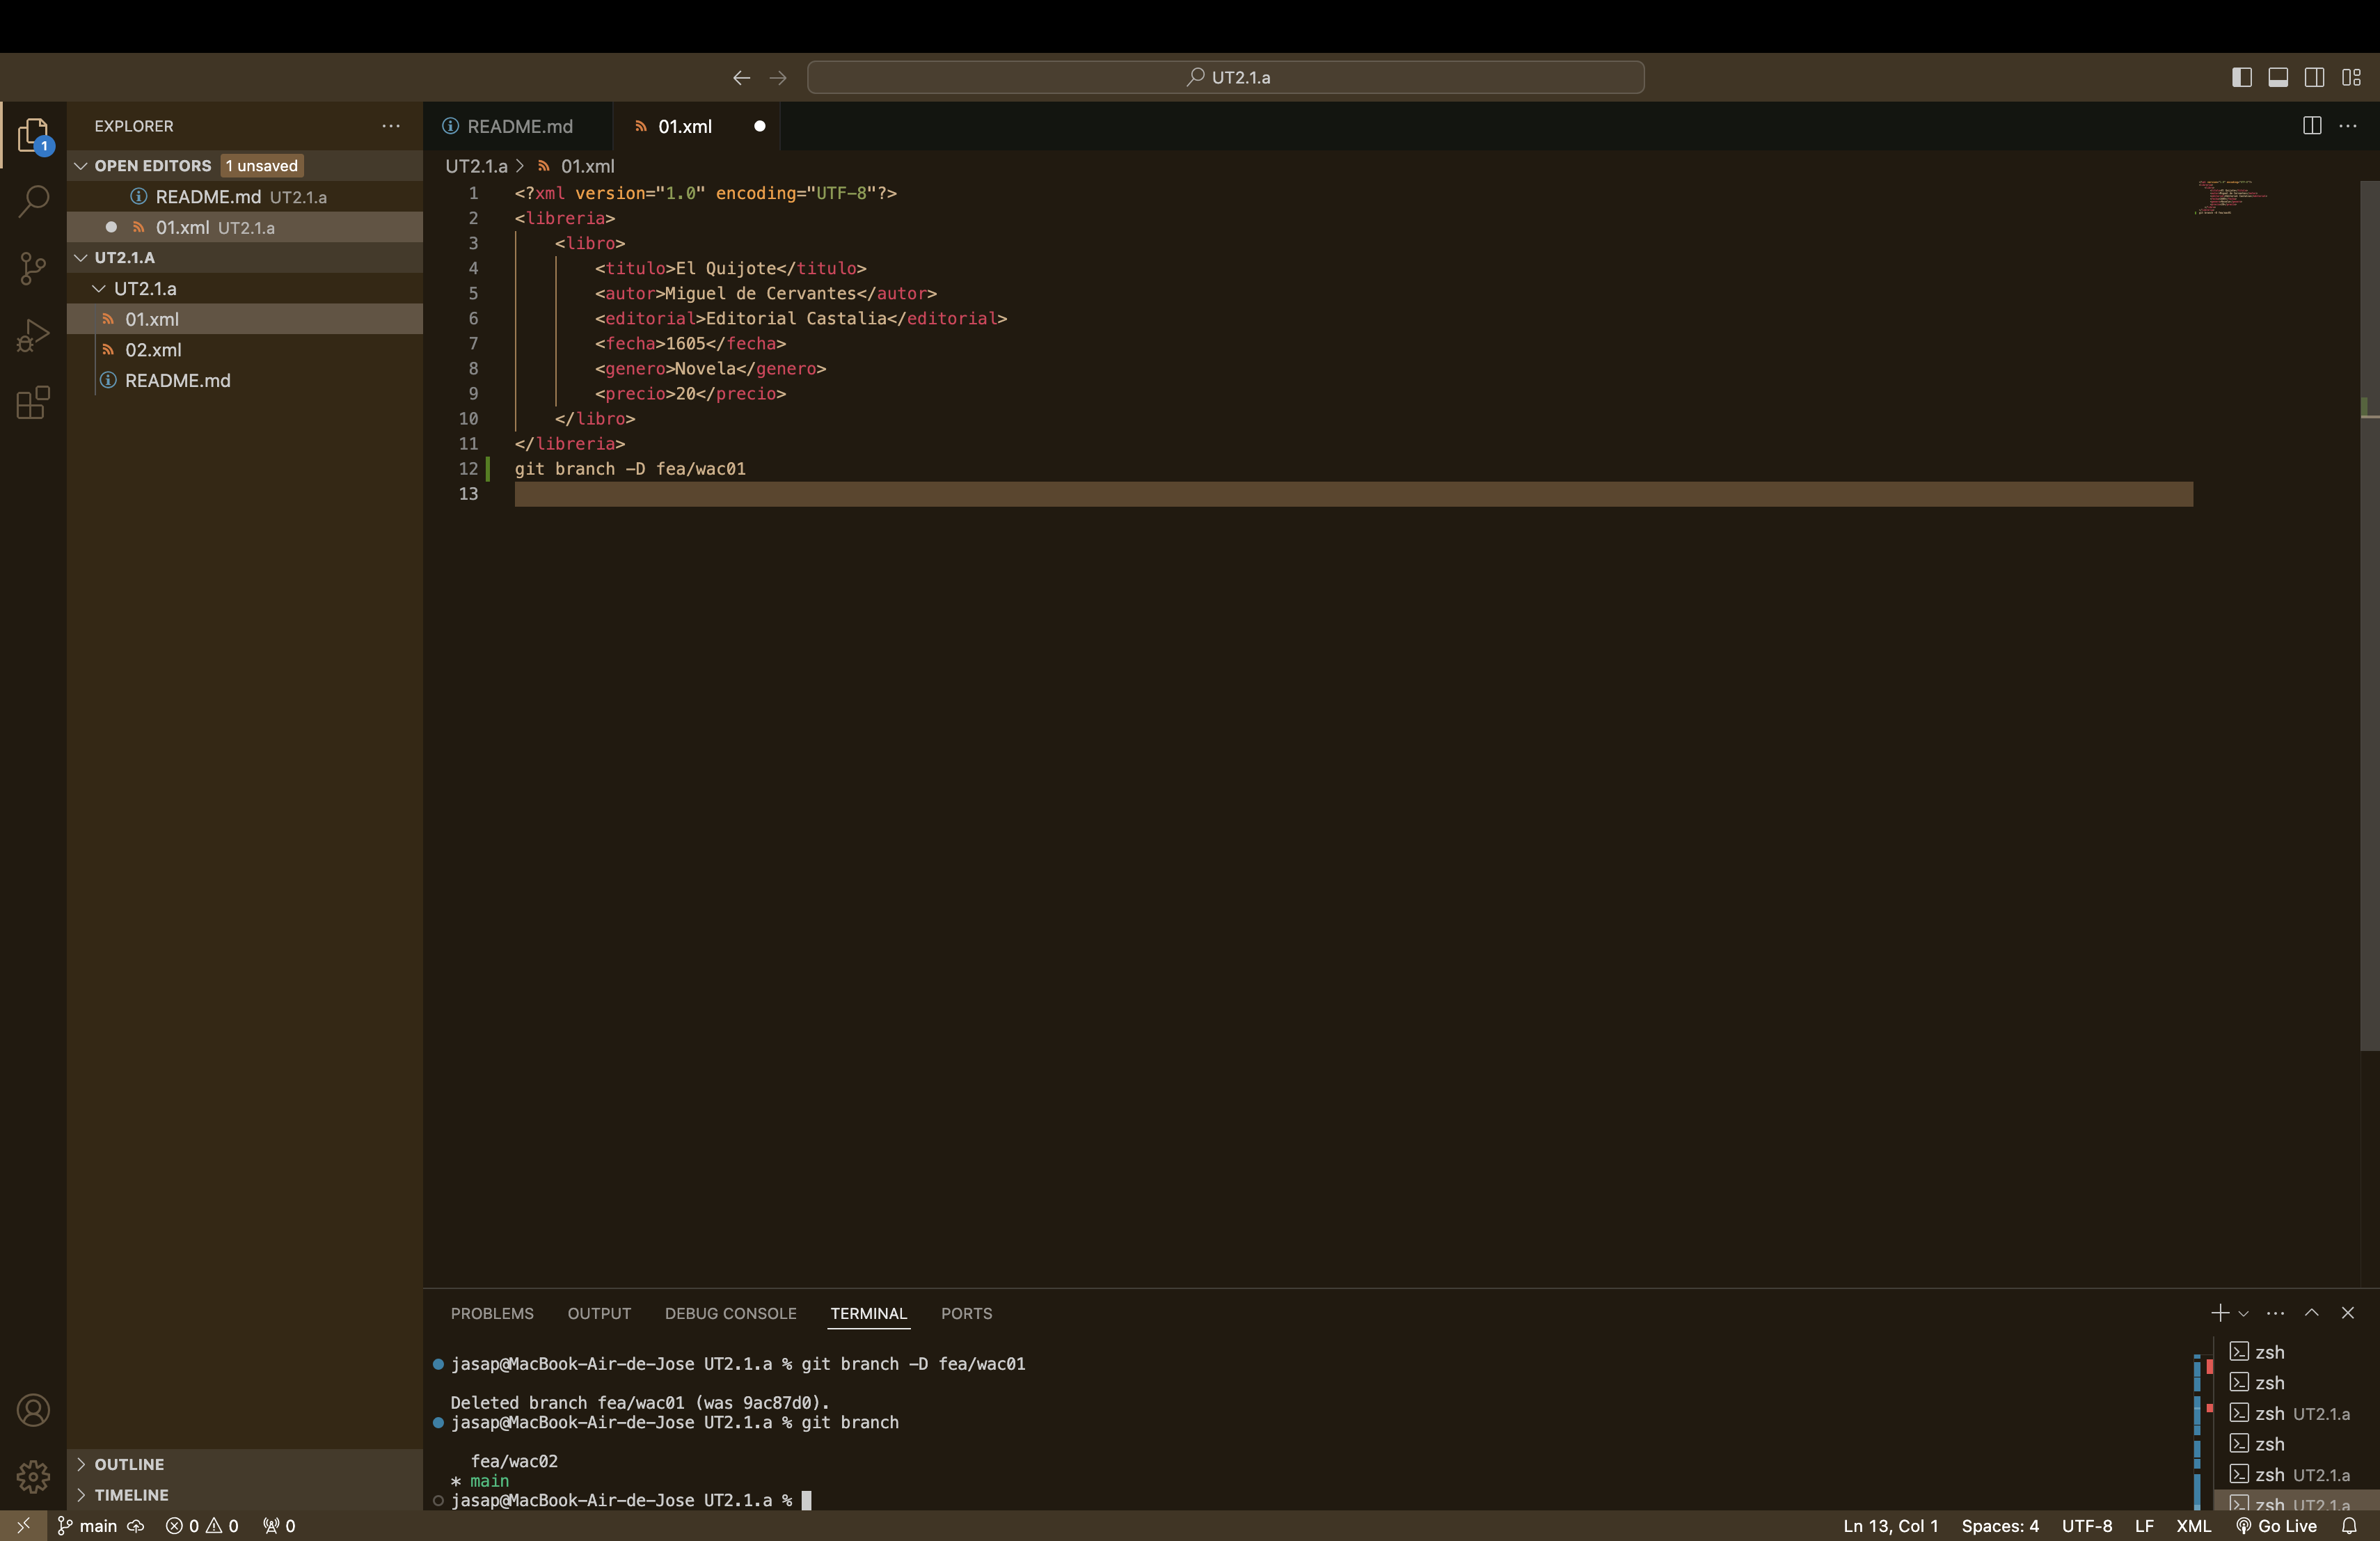 UT2.1.a
EXPLORER
README.md
01.xml
OPEN EDITORS 1 unsaved
README.md UT2.1.a
01.xml UT2.1.a
UT2.1.A
UT2.1.a
01.xml
02.xml
README.md
OUTLINE
TIMELINE
1
UT2.1.a > 01.xml
1 <?xml version="1.0" encoding="UTF-8"?>
2 <libreria>
3 <libro>
4 <titulo>El Quijote</titulo>
5 <autor>Miguel de Cervantes</autor>
6 <editorial>Editorial Castalia</editorial>
7 <fecha>1605</fecha>
8 <genero>Novela</genero>
9 <precio>20</precio>
10 </libro>
11 </libreria>
12 git branch -D fea/wac01
13
PROBLEMS OUTPUT DEBUG CONSOLE TERMINAL PORTS
jasap@MacBook-Air-de-Jose UT2.1.a % git branch -D fea/wac01
Deleted branch fea/wac01 (was 9ac87d0).
jasap@MacBook-Air-de-Jose UT2.1.a % git branch
fea/wac02
* main
jasap@MacBook-Air-de-Jose UT2.1.a %
zsh
zsh
zsh UT2.1.a
zsh
zsh UT2.1.a
zsh UT2.1.a
main 0 0 0 Ln 13, Col 1 Spaces: 4 UTF-8 LF XML Go Live